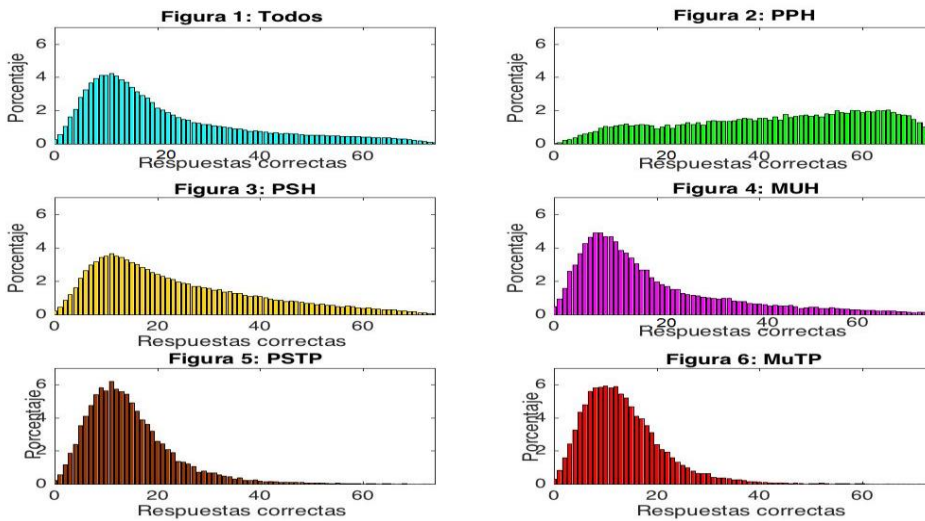 Figura 1: Todos
Porcentaje
6
4
2
0
0 20 40 60
Respuestas correctas
Figura 2: PPH
Porcentaje
6
4
2
0
0 20 40 60
Respuestas correctas
Figura 3: PSH
Porcentaje
6
4
2
0
0 20 40 60
Respuestas correctas
Figura 4: MUH
Porcentaje
6
4
2
0
0 20 40 60
Respuestas correctas
Figura 5: PSTP
Porcentaje
6
4
2
0
0 20 40 60
Respuestas correctas
Figura 6: MuTP
Porcentaje
6
4
2
0
0 20 40 60
Respuestas correctas